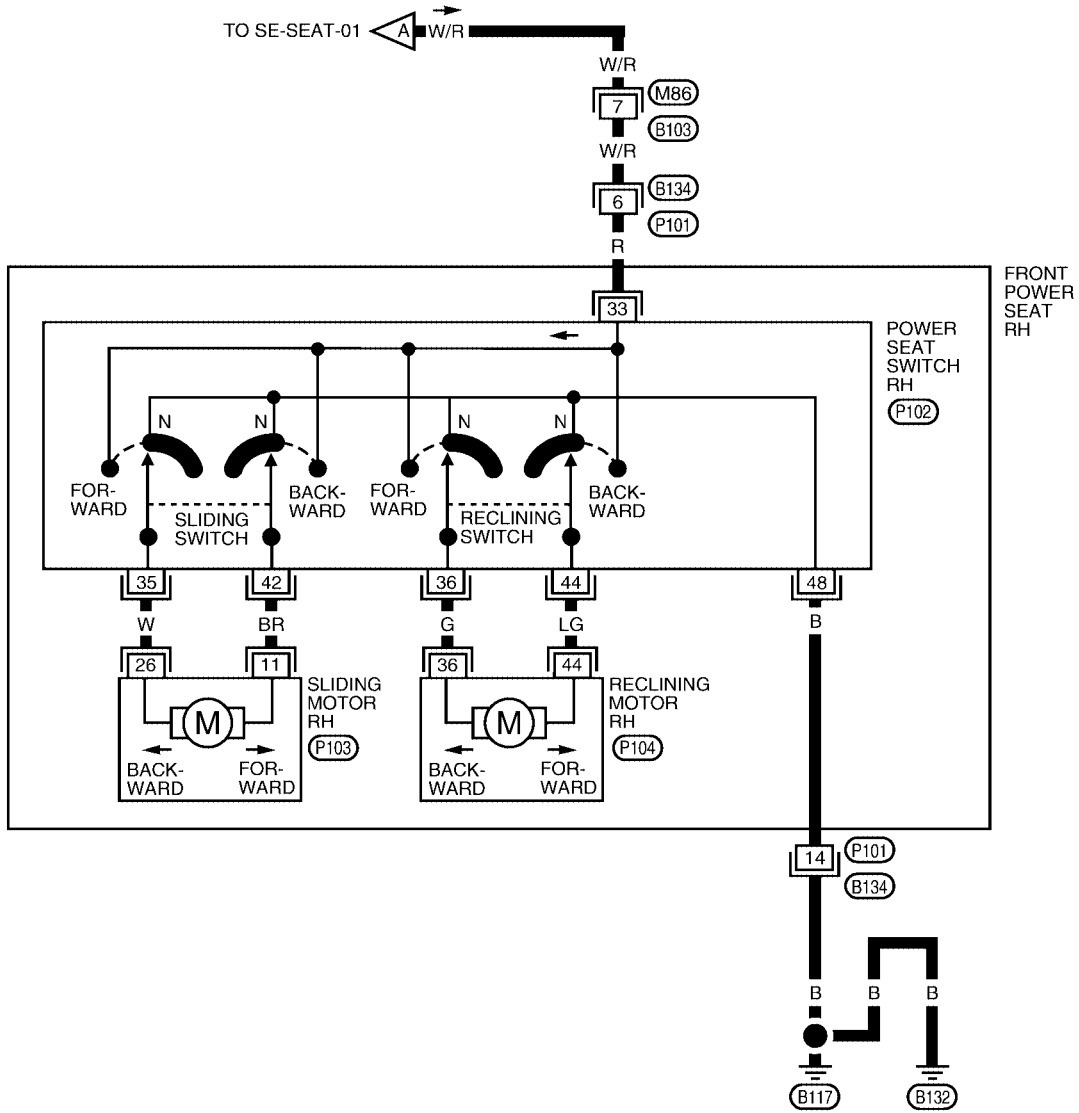 TO SE-SEAT-01
A
W/R
W/R
7
M86
B103
W/R
6
B134
P101
R
33
FRONT
POWER
SEAT
RH
POWER
SEAT
SWITCH
RH
P102
N
N
N
N
FOR-
WARD
SLIDING
SWITCH
BACK-
WARD
FOR-
WARD
RECLINING
SWITCH
BACK-
WARD
35
42
36
44
48
W
BR
G
LG
B
26
11
36
44
SLIDING
MOTOR
RH
P103
M
BACK-
WARD
FOR-
WARD
RECLINING
MOTOR
RH
P104
M
BACK-
WARD
FOR-
WARD
14
P101
B134
B
B
B
B117
B132